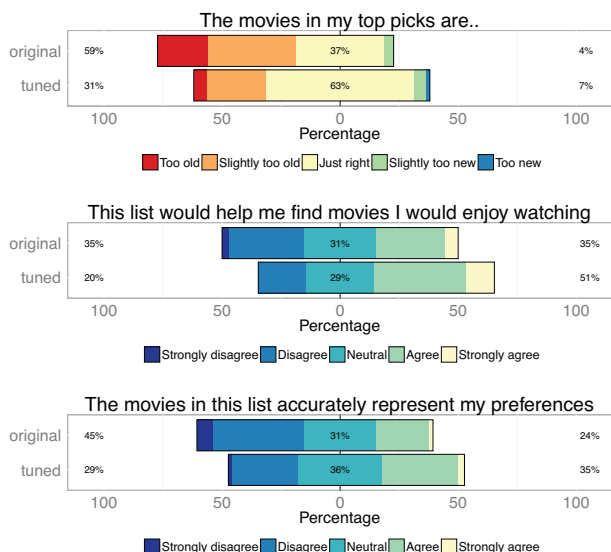 The movies in my top picks are..
original 59% 37% 4%
tuned 31% 63% 7%
100 50 0 50 100
Percentage
Too old Slightly too old Just right Slightly too new Too new
This list would help me find movies I would enjoy watching
original 35% 31% 35%
tuned 20% 29% 51%
100 50 0 50 100
Percentage
Strongly disagree Disagree Neutral Agree Strongly agree
The movies in this list accurately represent my preferences
original 45% 31% 24%
tuned 29% 36% 35%
100 50 0 50 100
Percentage
Strongly disagree Disagree Neutral Agree Strongly agree